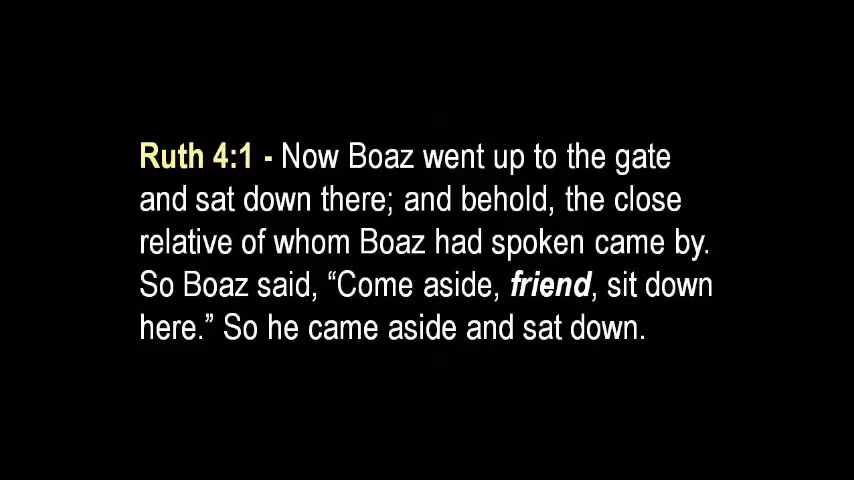 Ruth 4:1 - Now Boaz went up to the gate
and sat down there; and behold, the close
relative of whom Boaz had spoken came by.
So Boaz said, “Come aside, friend, sit down
here.” So he came aside and sat down.